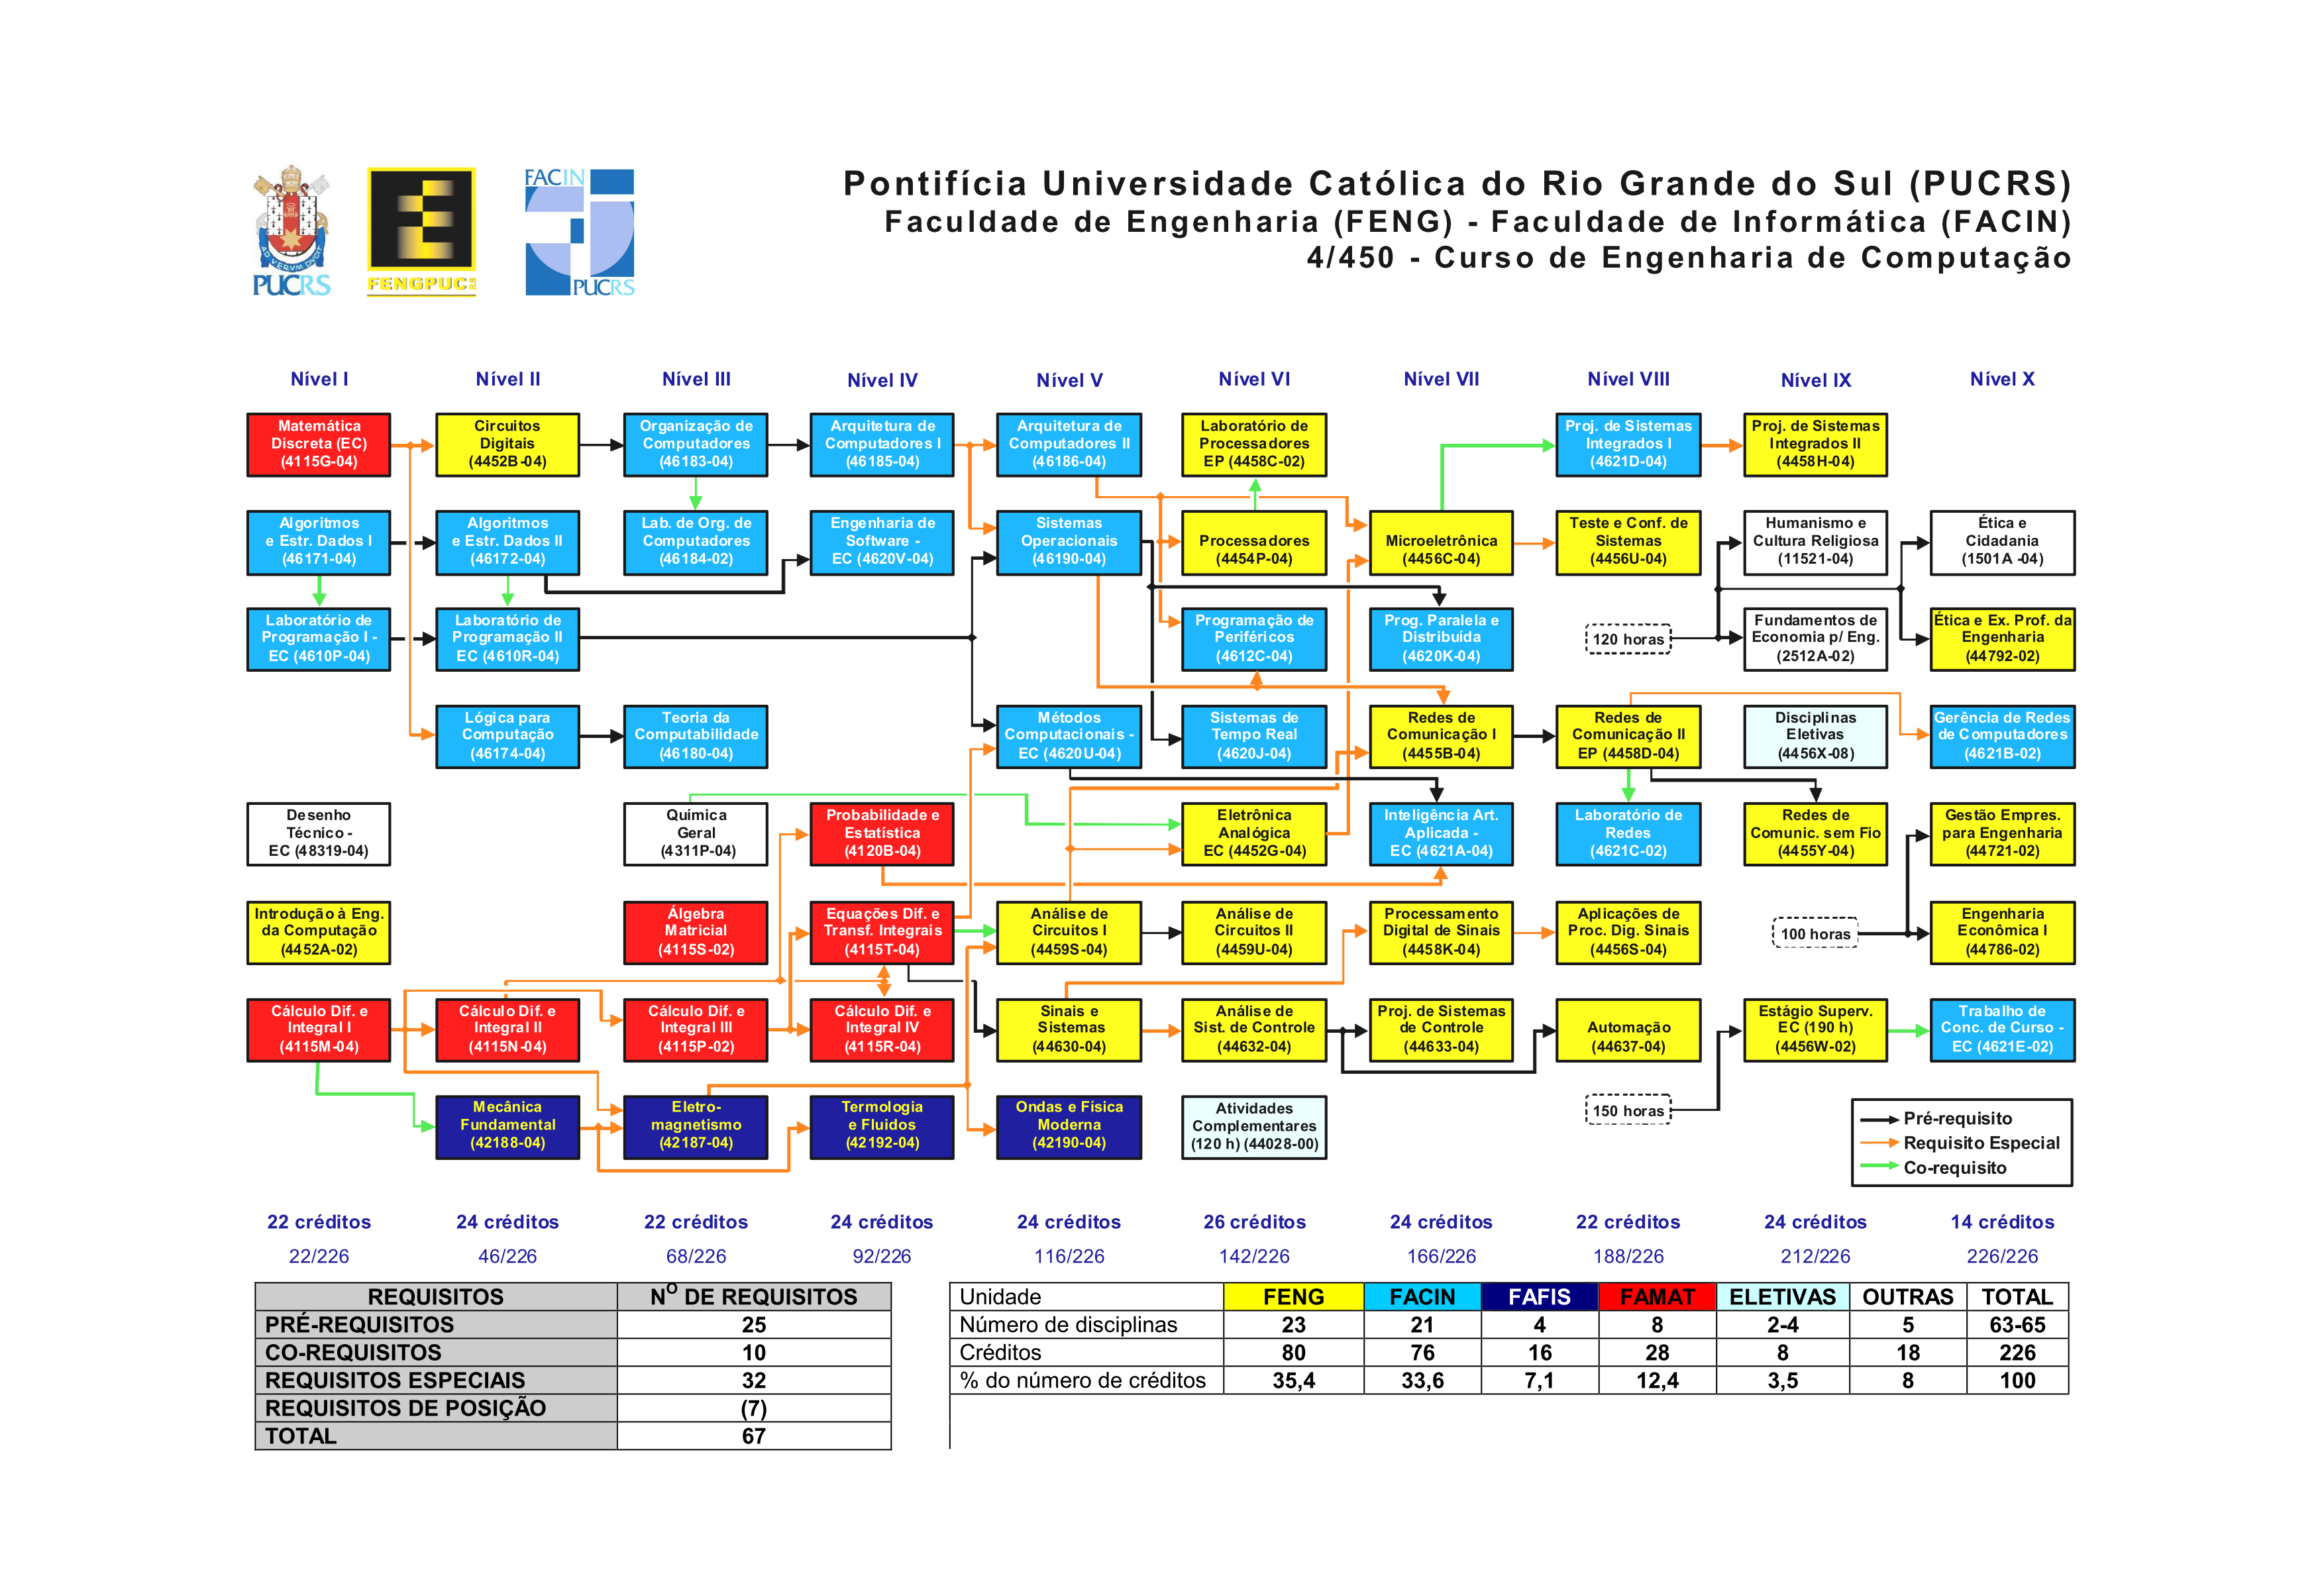 FACIN
PUCRS
FENGPUCRS
PUCRS
Pontifícia Universidade Católica do Rio Grande do Sul (PUCRS)
Faculdade de Engenharia (FENG) - Faculdade de Informática (FACIN)
4/450 - Curso de Engenharia de Computação
Nível I
Nível II
Nível III
Nível IV
Nível V
Nível VI
Nível VII
Nível VIII
Nível IX
Nível X
Matemática
Discreta (EC)
(4115G-04)
Circuitos
Digitais
(4452B-04)
Organização de
Computadores
(46183-04)
Arquitetura de
Computadores I
(46185-04)
Arquitetura de
Computadores II
(46186-04)
Laboratório de
Processadores
EP (4458C-02)
Proj. de Sistemas
Integrados I
(4621D-04)
Proj. de Sistemas
Integrados II
(4458H-04)
Algoritmos
e Estr. Dados I
(46171-04)
Algoritmos
e Estr. Dados II
(46172-04)
Lab. de Org. de
Computadores
(46184-02)
Engenharia de
Software -
EC (4620V-04)
Sistemas
Operacionais
(46190-04)
Processadores
(4454P-04)
Microeletrônica
(4456C-04)
Teste e Conf. de
Sistemas
(4456U-04)
Humanismo e
Cultura Religiosa
(11521-04)
Ética e
Cidadania
(1501A -04)
Laboratório de
Programação I -
EC (4610P-04)
Laboratório de
Programação II
EC (4610R-04)
Programação de
Periféricos
(4612C-04)
Prog. Paralela e
Distribuída
(4620K-04)
120 horas
Fundamentos de
Economia p/ Eng.
(2512A-02)
Ética e Ex. Prof. da
Engenharia
(44792-02)
Lógica para
Computação
(46174-04)
Teoria da
Computabilidade
(46180-04)
Métodos
Computacionais -
EC (4620U-04)
Sistemas de
Tempo Real
(4620J-04)
Redes de
Comunicação I
(4455B-04)
Redes de
Comunicação II
EP (4458D-04)
Disciplinas
Eletivas
(4456X-08)
Gerência de Redes
de Computadores
(4621B-02)
Desenho
Técnico -
EC (48319-04)
Química
Geral
(4311P-04)
Probabilidade e
Estatística
(4120B-04)
Eletrônica
Analógica
EC (4452G-04)
Inteligência Art.
Aplicada -
EC (4621A-04)
Laboratório de
Redes
(4621C-02)
Redes de
Comunic. sem Fio
(4455Y-04)
Gestão Empres.
para Engenharia
(44721-02)
Introdução à Eng.
da Computação
(4452A-02)
Álgebra
Matricial
(4115S-02)
Equações Dif. e
Transf. Integrais
(4115T-04)
Análise de
Circuitos I
(4459S-04)
Análise de
Circuitos II
(4459U-04)
Processamento
Digital de Sinais
(4458K-04)
Aplicações de
Proc. Dig. Sinais
(4456S-04)
100 horas
Engenharia
Econômica I
(44786-02)
Cálculo Dif. e
Integral I
(4115M-04)
Cálculo Dif. e
Integral II
(4115N-04)
Cálculo Dif. e
Integral III
(4115P-02)
Cálculo Dif. e
Integral IV
(4115R-04)
Sinais e
Sistemas
(44630-04)
Análise de
Sist. de Controle
(44632-04)
Proj. de Sistemas
de Controle
(44633-04)
Automação
(44637-04)
Estágio Superv.
EC (190 h)
(4456W-02)
Trabalho de
Conc. de Curso -
EC (4621E-02)
Mecânica
Fundamental
(42188-04)
Eletro-
magnetismo
(42187-04)
Termologia
e Fluidos
(42192-04)
Ondas e Física
Moderna
(42190-04)
Atividades
Complementares
(120 h) (44028-00)
150 horas
Pré-requisito
Requisito Especial
Co-requisito
22 créditos
24 créditos
22 créditos
24 créditos
24 créditos
26 créditos
24 créditos
22 créditos
24 créditos
14 créditos
22/226
46/226
68/226
92/226
116/226
142/226
166/226
188/226
212/226
226/226
REQUISITOS Nº DE REQUISITOS
PRÉ-REQUISITOS 25
CO-REQUISITOS 10
REQUISITOS ESPECIAIS 32
REQUISITOS DE POSIÇÃO (7)
TOTAL 67
Unidade FENG FACIN FAFIS FAMAT ELETIVAS OUTRAS TOTAL
Número de disciplinas 23 21 4 8 2-4 5 63-65
Créditos 80 76 16 28 8 18 226
% do número de créditos 35,4 33,6 7,1 12,4 3,5 8 100